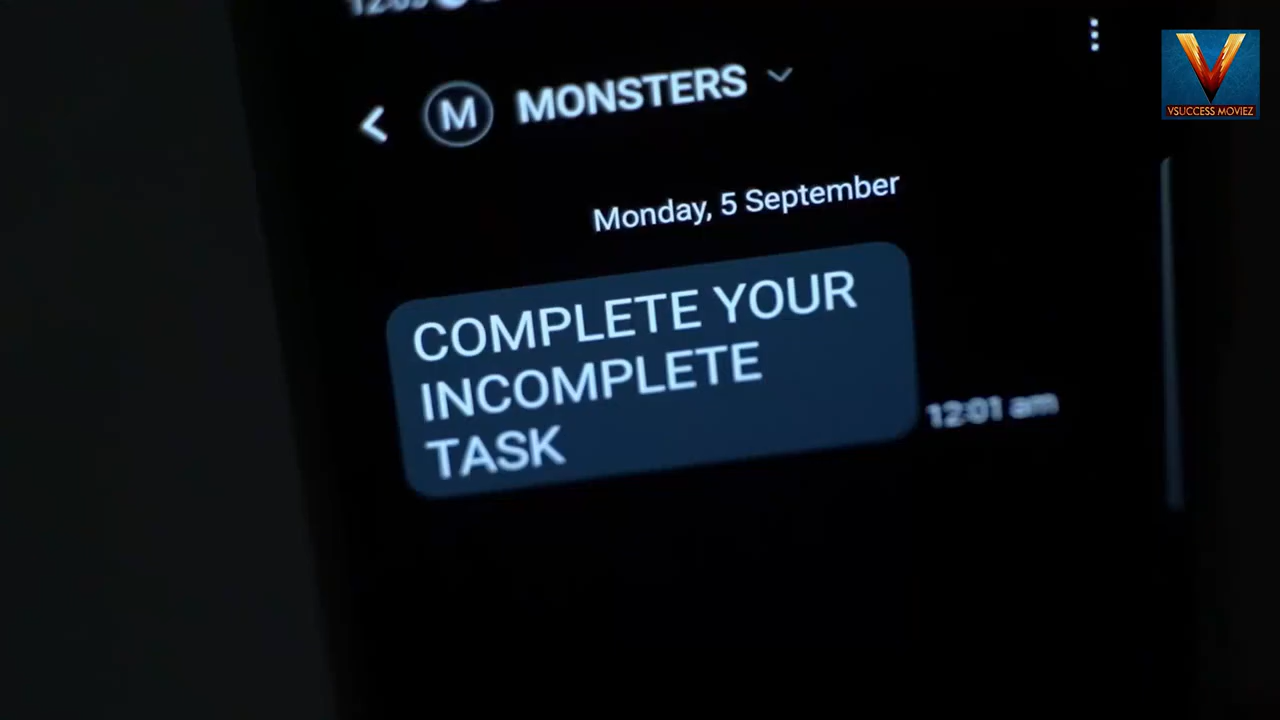 MONSTERS
M
Monday, 5 September
COMPLETE YOUR
INCOMPLETE
TASK
12:01 am
V
VSUCCESS MOVIEZ